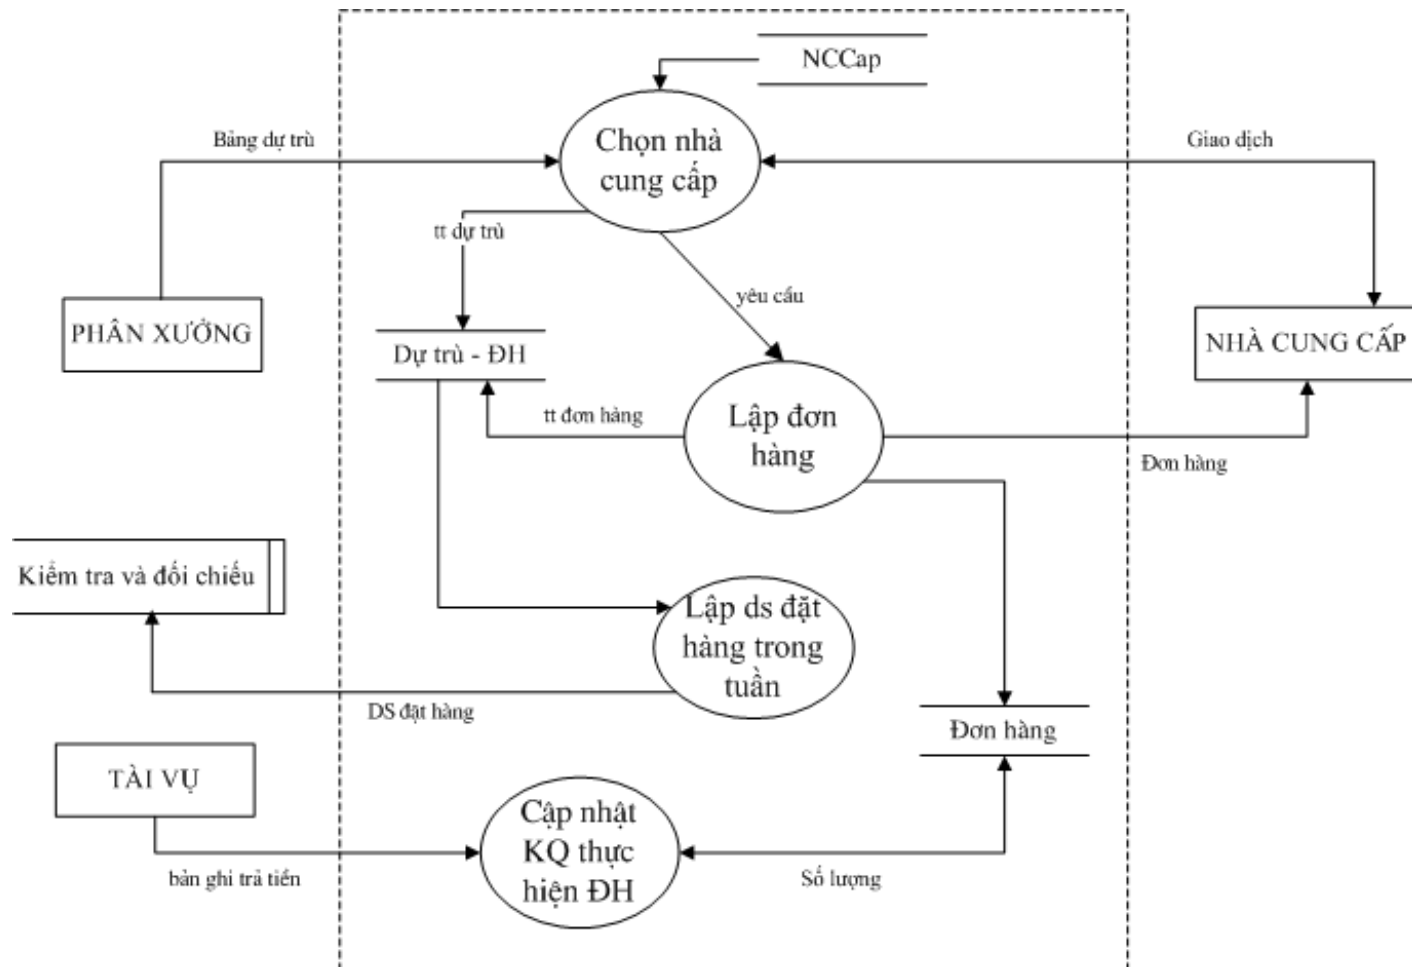 NCCap
Chọn nhà
cung cấp
Bảng dự trù
Giao dịch
tt dự trù
yêu cầu
PHÂN XƯỞNG
Dự trù - ĐH
NHÀ CUNG CẤP
Lập đơn
hàng
tt đơn hàng
Đơn hàng
Kiểm tra và đối chiếu
Lập ds đặt
hàng trong
tuần
DS đặt hàng
Đơn hàng
TÀI VỤ
Cập nhật
KQ thực
hiện ĐH
bản ghi trả tiền
Số lượng